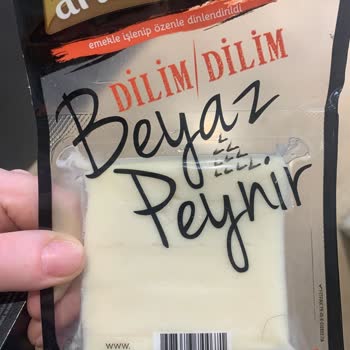 emekle işlenip özenle dinlendirildi
DİLİM/DİLİM
Beyaz
Peynir
www.